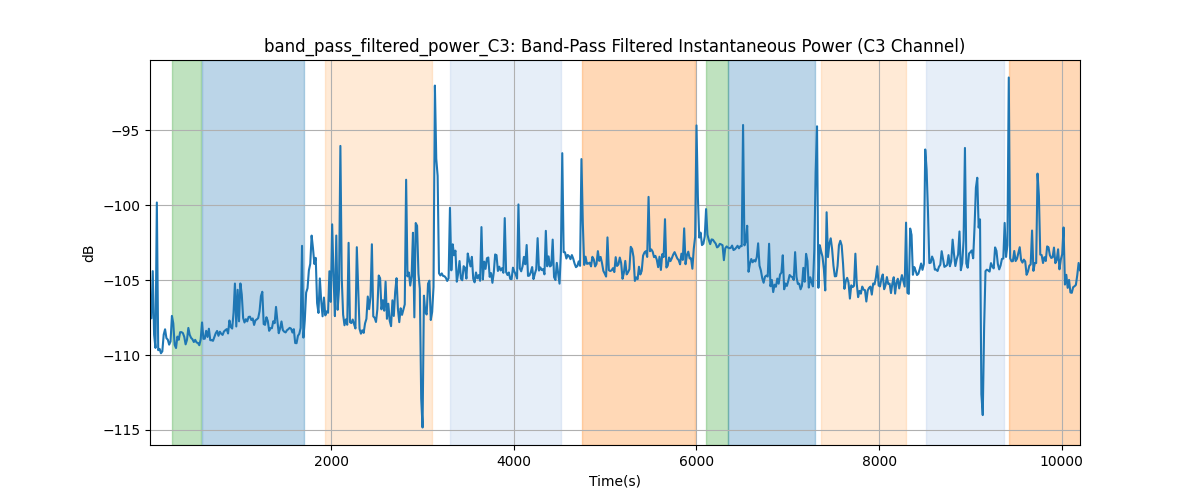 band_pass_filtered_power_C3: Band-Pass Filtered Instantaneous Power (C3 Channel)
−95
−100
−105
−110
−115
dB
2000 4000 6000 8000 10000
Time(s)